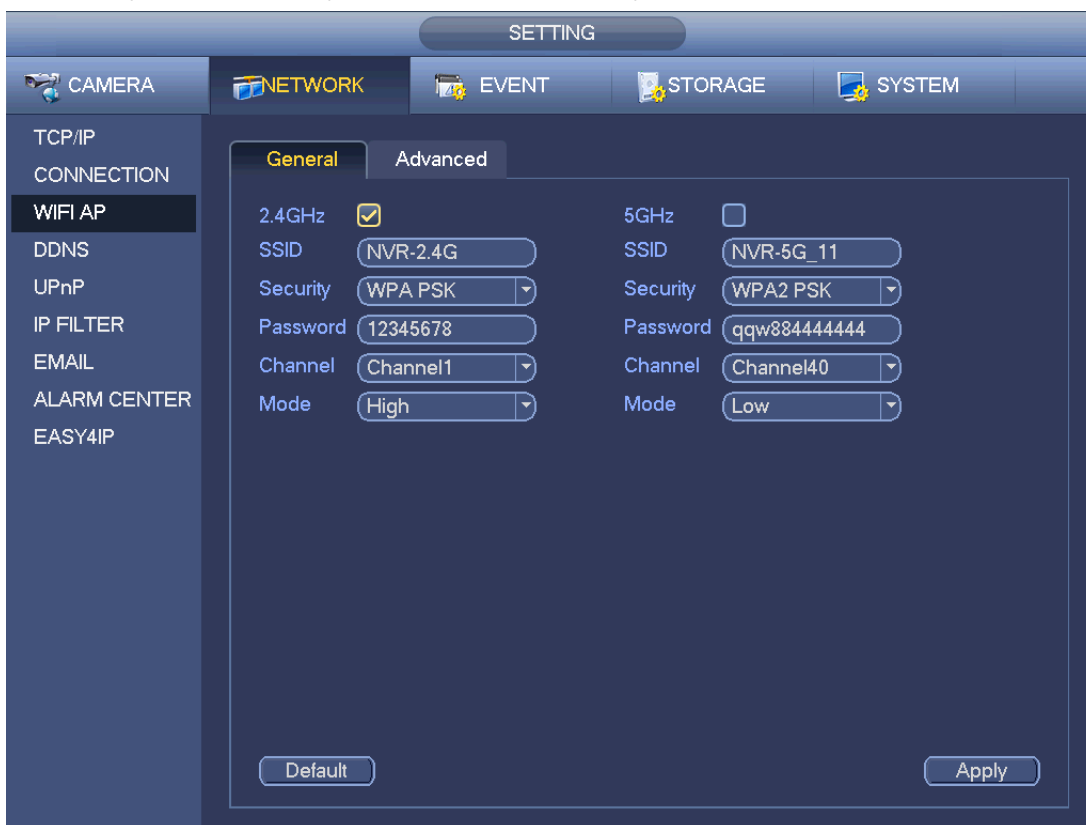 SETTING
CAMERA NETWORK EVENT STORAGE SYSTEM
TCP/IP
CONNECTION
WIFI AP
DDNS
UPnP
IP FILTER
EMAIL
ALARM CENTER
EASY4IP
General Advanced
2.4GHz
SSID NVR-2.4G
Security WPA PSK
Password 12345678
Channel Channel1
Mode High
5GHz
SSID NVR-5G_11
Security WPA2 PSK
Password qqw884444444
Channel Channel40
Mode Low
Default Apply